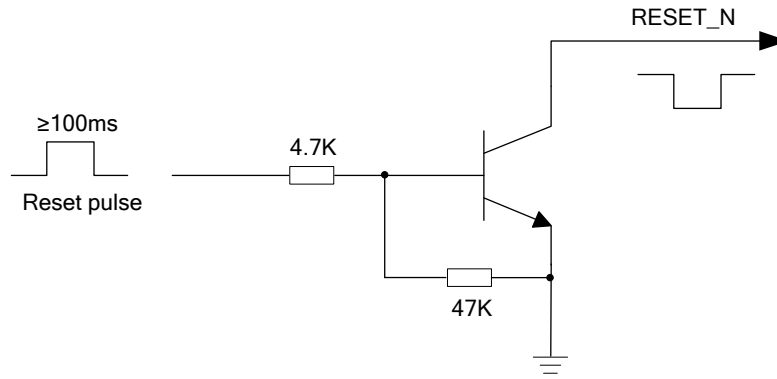 RESET_N
≥100ms
4.7K
Reset pulse
47K